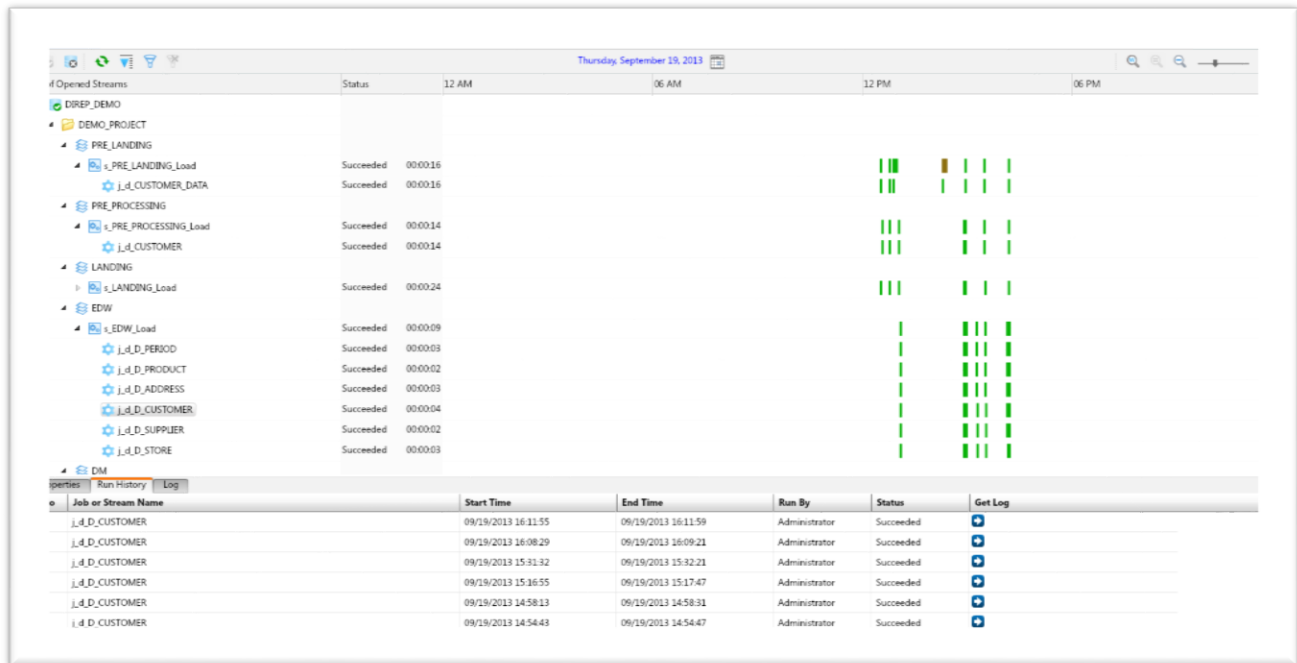 Thursday, September 19, 2013
of Opened Streams Status 12 AM 06 AM 12 PM 06 PM
DIREP_DEMO
DEMO_PROJECT
PRE_LANDING
s_PRE_LANDING_Load Succeeded 00:00:16
j_d_CUSTOMER_DATA Succeeded 00:00:16
PRE_PROCESSING
s_PRE_PROCESSING_Load Succeeded 00:00:14
j_d_CUSTOMER Succeeded 00:00:14
LANDING
s_LANDING_Load Succeeded 00:00:24
EDW
s_EDW_Load Succeeded 00:00:09
j_d_D_PERIOD Succeeded 00:00:03
j_d_D_PRODUCT Succeeded 00:00:02
j_d_D_ADDRESS Succeeded 00:00:03
j_d_D_CUSTOMER Succeeded 00:00:04
j_d_D_SUPPLIER Succeeded 00:00:02
j_d_D_STORE Succeeded 00:00:03
DM
operties Run History Log
o Job or Stream Name Start Time End Time Run By Status Get Log
j_d_D_CUSTOMER 09/19/2013 16:11:55 09/19/2013 16:11:59 Administrator Succeeded
j_d_D_CUSTOMER 09/19/2013 16:08:29 09/19/2013 16:09:21 Administrator Succeeded
j_d_D_CUSTOMER 09/19/2013 15:31:32 09/19/2013 15:32:21 Administrator Succeeded
j_d_D_CUSTOMER 09/19/2013 15:16:55 09/19/2013 15:17:47 Administrator Succeeded
j_d_D_CUSTOMER 09/19/2013 14:58:13 09/19/2013 14:58:31 Administrator Succeeded
j_d_D_CUSTOMER 09/19/2013 14:54:43 09/19/2013 14:54:47 Administrator Succeeded